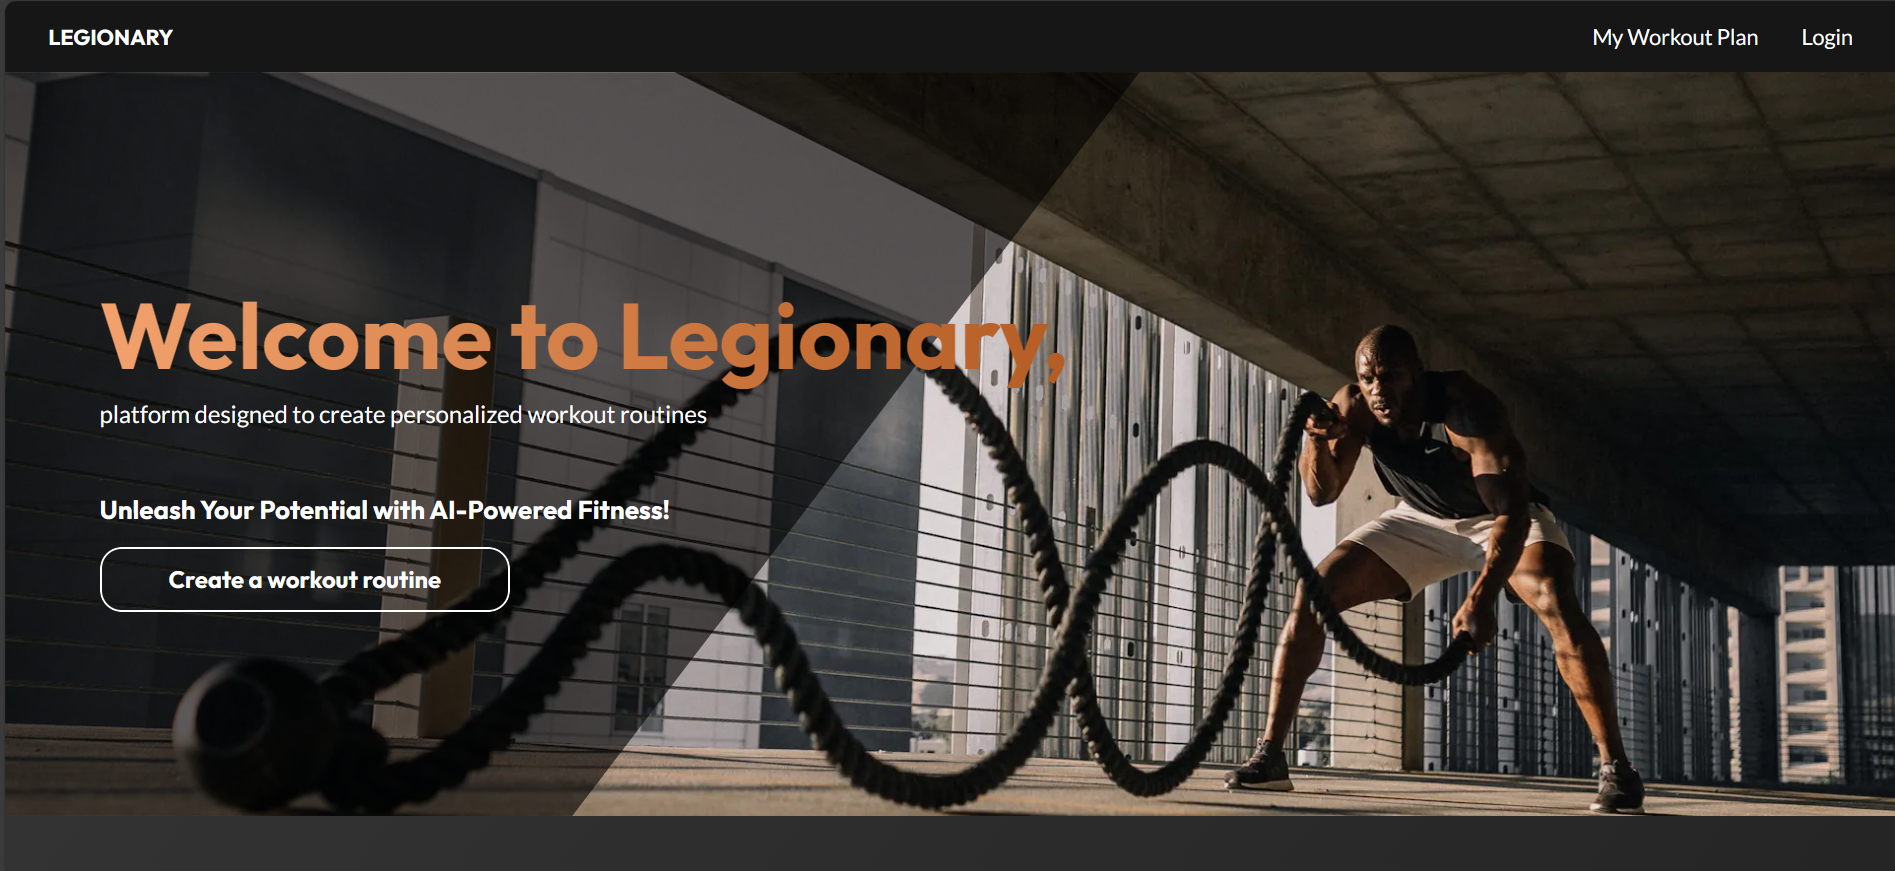 LEGIONARY
My Workout Plan
Login
Welcome to Legionary,
platform designed to create personalized workout routines
Unleash Your Potential with AI-Powered Fitness!
Create a workout routine